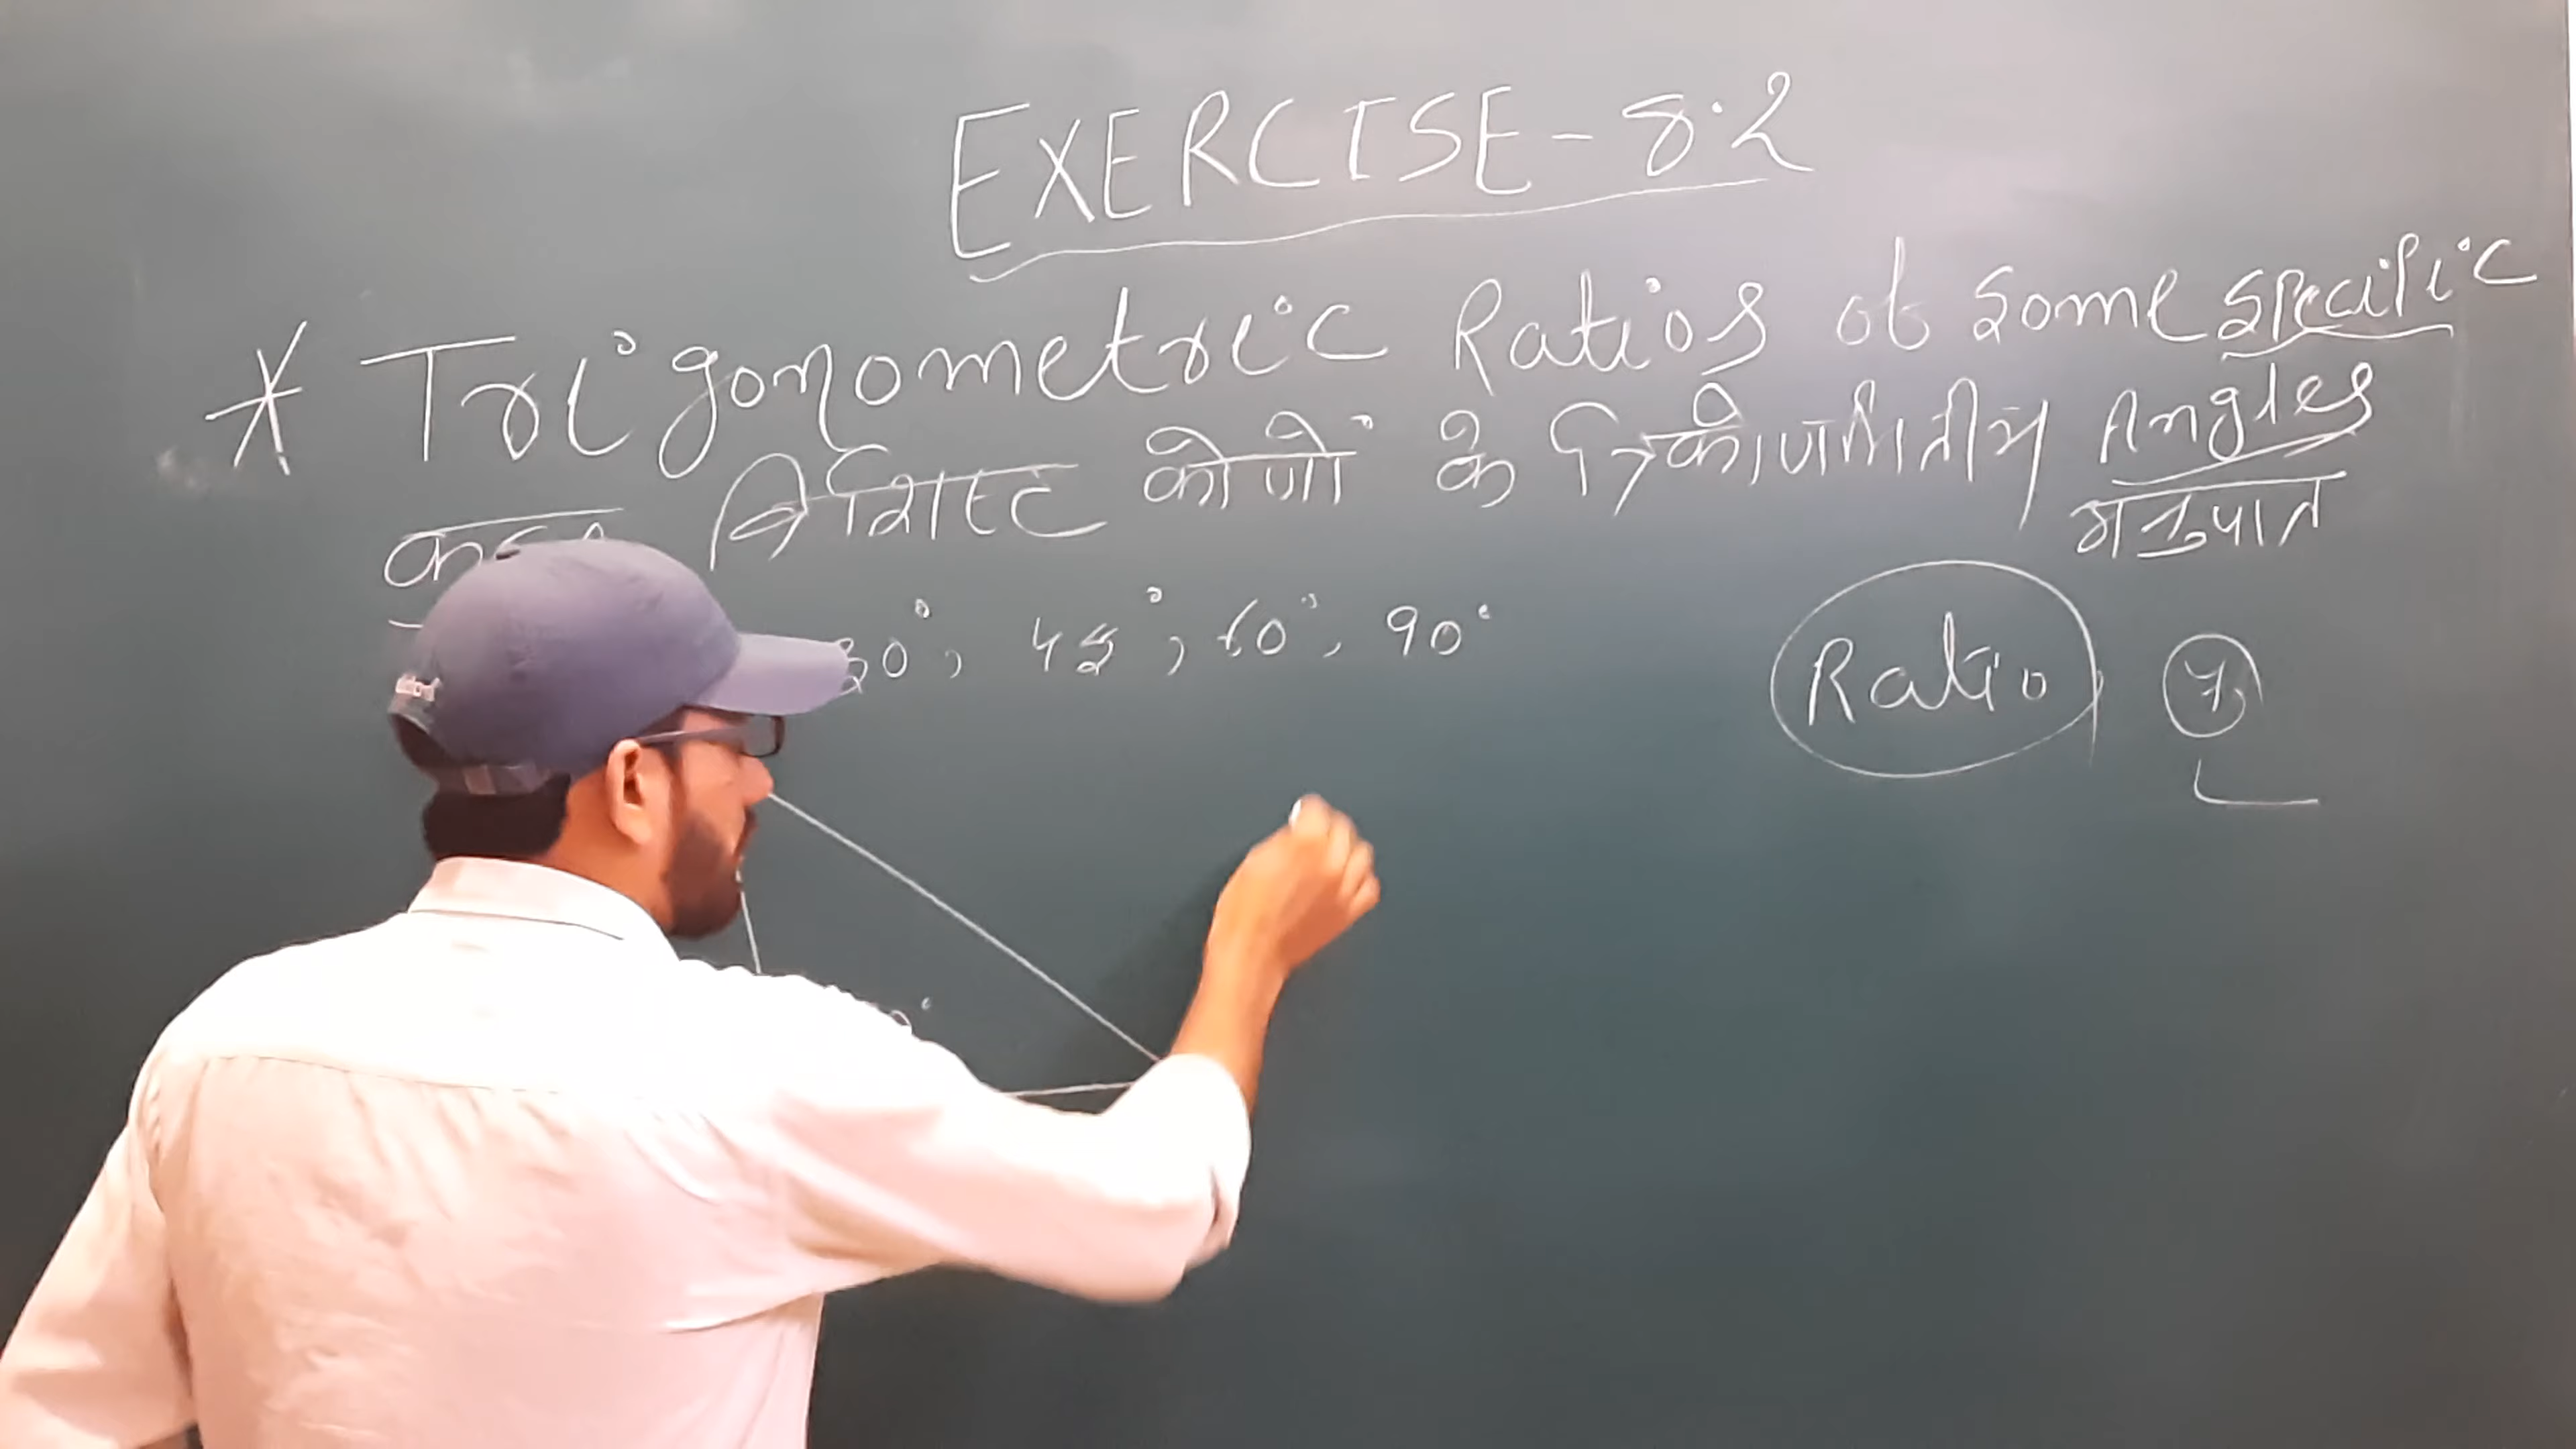 EXERCISE-8.2
* Trigonometric Ratios of Some specific
Angles
विशिष्ट कोणों के त्रिकोणमितीय
अनुपात
30°, 45°, 60°, 90°
Ratio